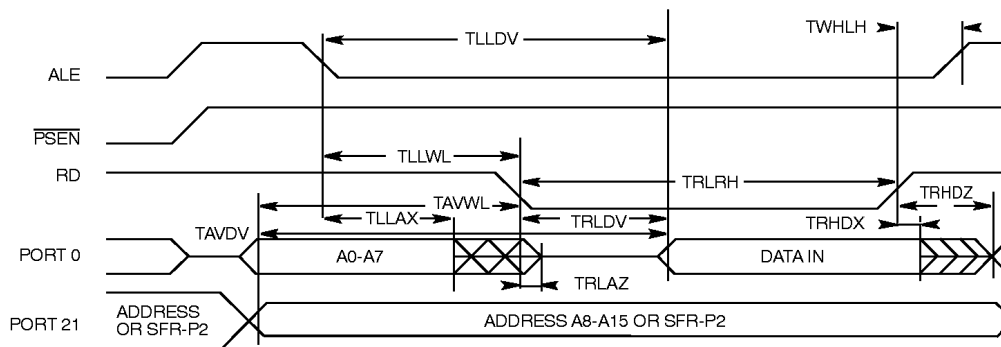 TLLDV
TWHLH
ALE
PSEN
TLLWL
RD
TRLRH
TAVWL
TRHDZ
TLLAX
TRLDV
TRHDX
TAVDV
PORT 0
A0-A7
DATA IN
TRLAZ
ADDRESS
OR SFR-P2
PORT 21
ADDRESS A8-A15 OR SFR-P2